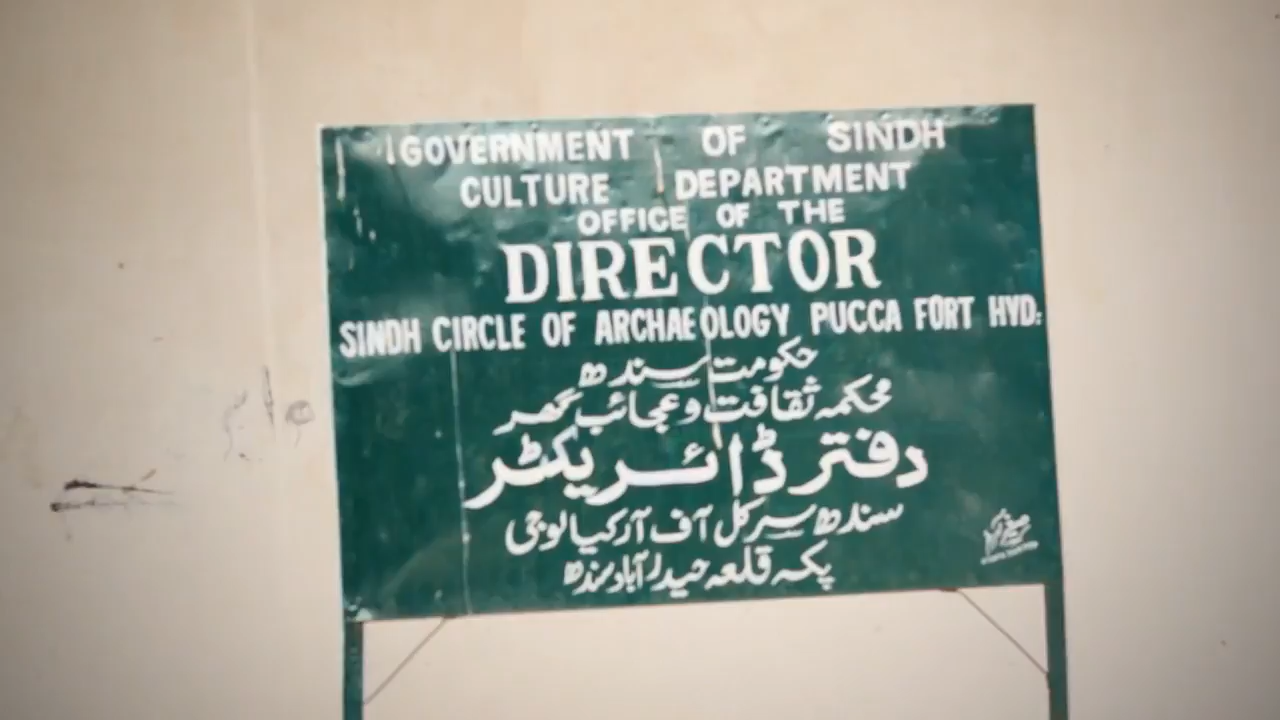 GOVERNMENT OF SINDH
CULTURE DEPARTMENT
OFFICE OF THE
DIRECTOR
SINDH CIRCLE OF ARCHAEOLOGY PUCCA FORT HYD:
حکومت سندھ
محکمہ ثقافت و عجائب گھر
دفتر ڈائریکٹر
سندھ سرکل آف آرکیالوجی
پکہ قلعہ حیدرآباد سندھ